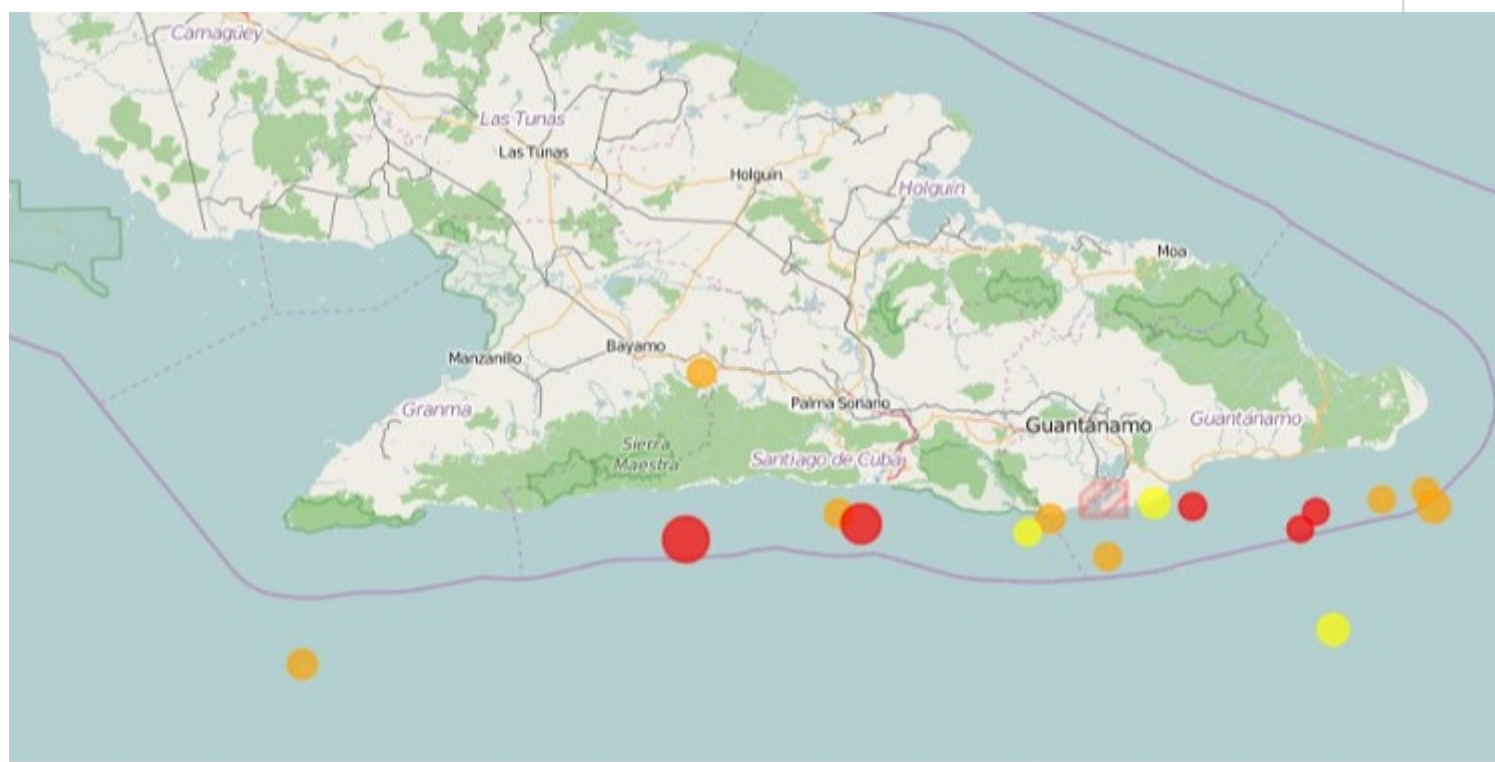 Camagüey
Las Tunas
Las Tunas
Holguín
Holguín
Moa
Bayamo
Manzanillo
Palma Soriano
Granma
Guantánamo
Guantánamo
Sierra
Maestra
Santiago de Cuba